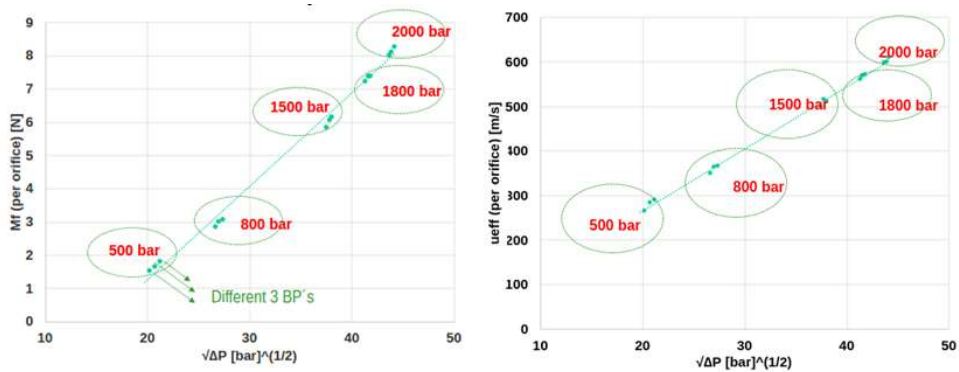 9
8
7
6
5
4
3
2
1
0
Mf (per orifice) [N]
2000 bar
1800 bar
1500 bar
800 bar
500 bar
Different 3 BP´s
10 20 30 40 50
√ΔP [bar]^(1/2)
700
600
500
400
300
200
100
0
ueff (per orifice) [m/s]
2000 bar
1500 bar
1800 bar
800 bar
500 bar
10 20 30 40 50
√ΔP [bar]^(1/2)